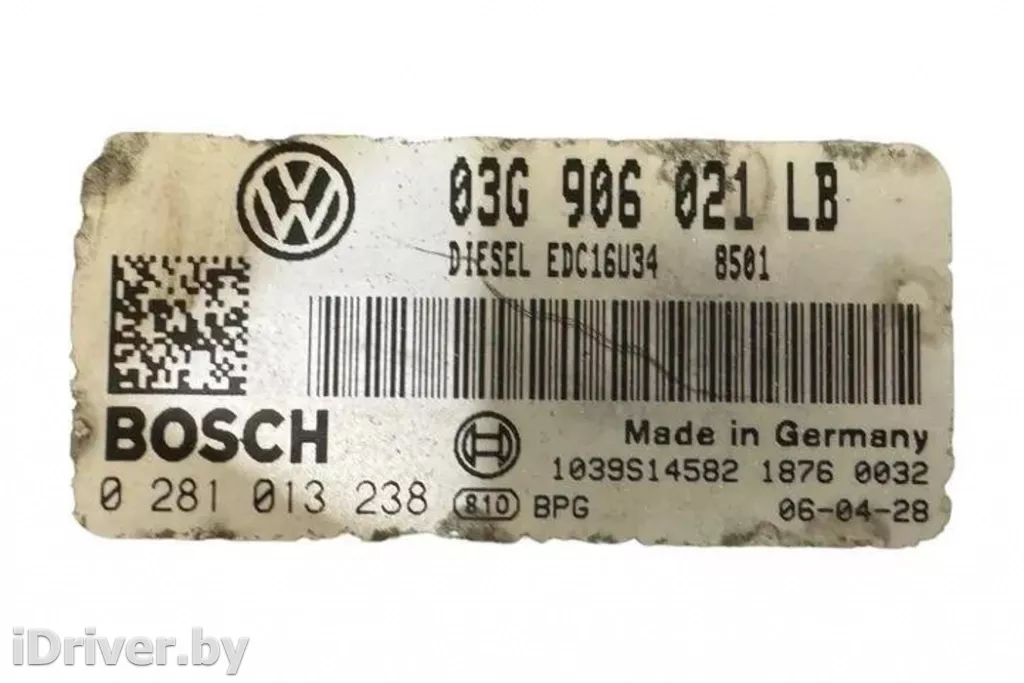 03G 906 021 LB
DIESEL EDC16U34 8501
BOSCH
Made in Germany
1039S14582 1876 0032
0 281 013 238 810 BPG 06-04-28
iDriver.by